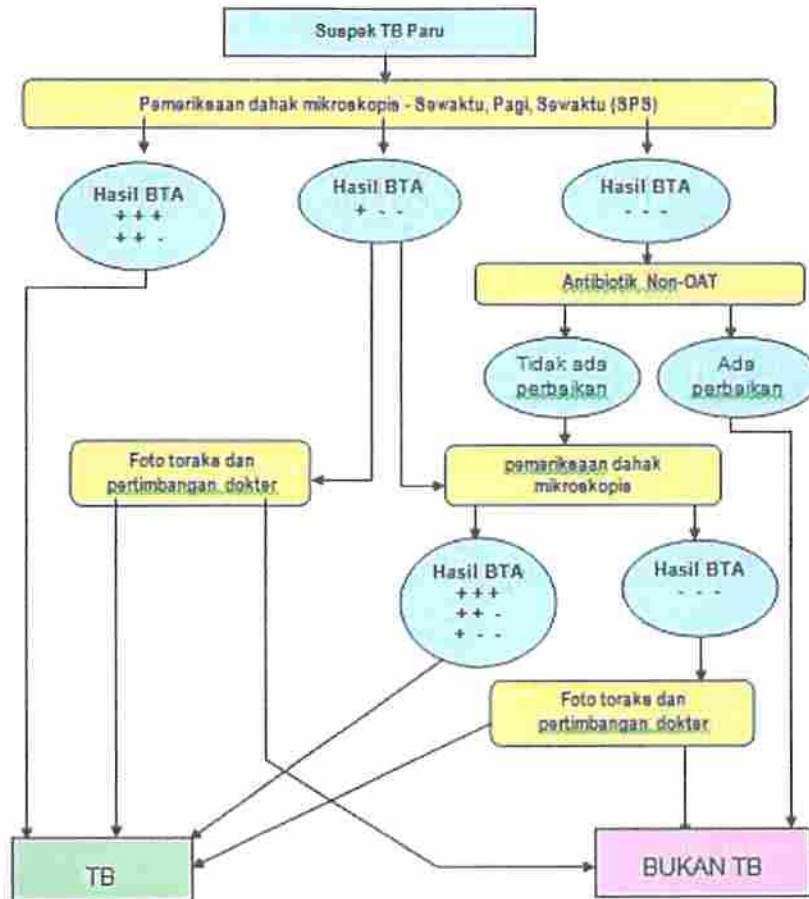 Suspek TB Paru
Pemeriksaan dahak mikroskopis - Sewaktu, Pagi, Sewaktu (SPS)
Hasil BTA
+ + +
+ + -
Hasil BTA
+ - -
Hasil BTA
- - -
Antibiotik Non-OAT
Tidak ada
perbaikan
Ada
perbaikan
Foto toraks dan
pertimbangan dokter
pemeriksaan dahak
mikroskopis
Hasil BTA
+ + +
+ + -
+ - -
Hasil BTA
- - -
Foto toraks dan
pertimbangan dokter
TB
BUKAN TB